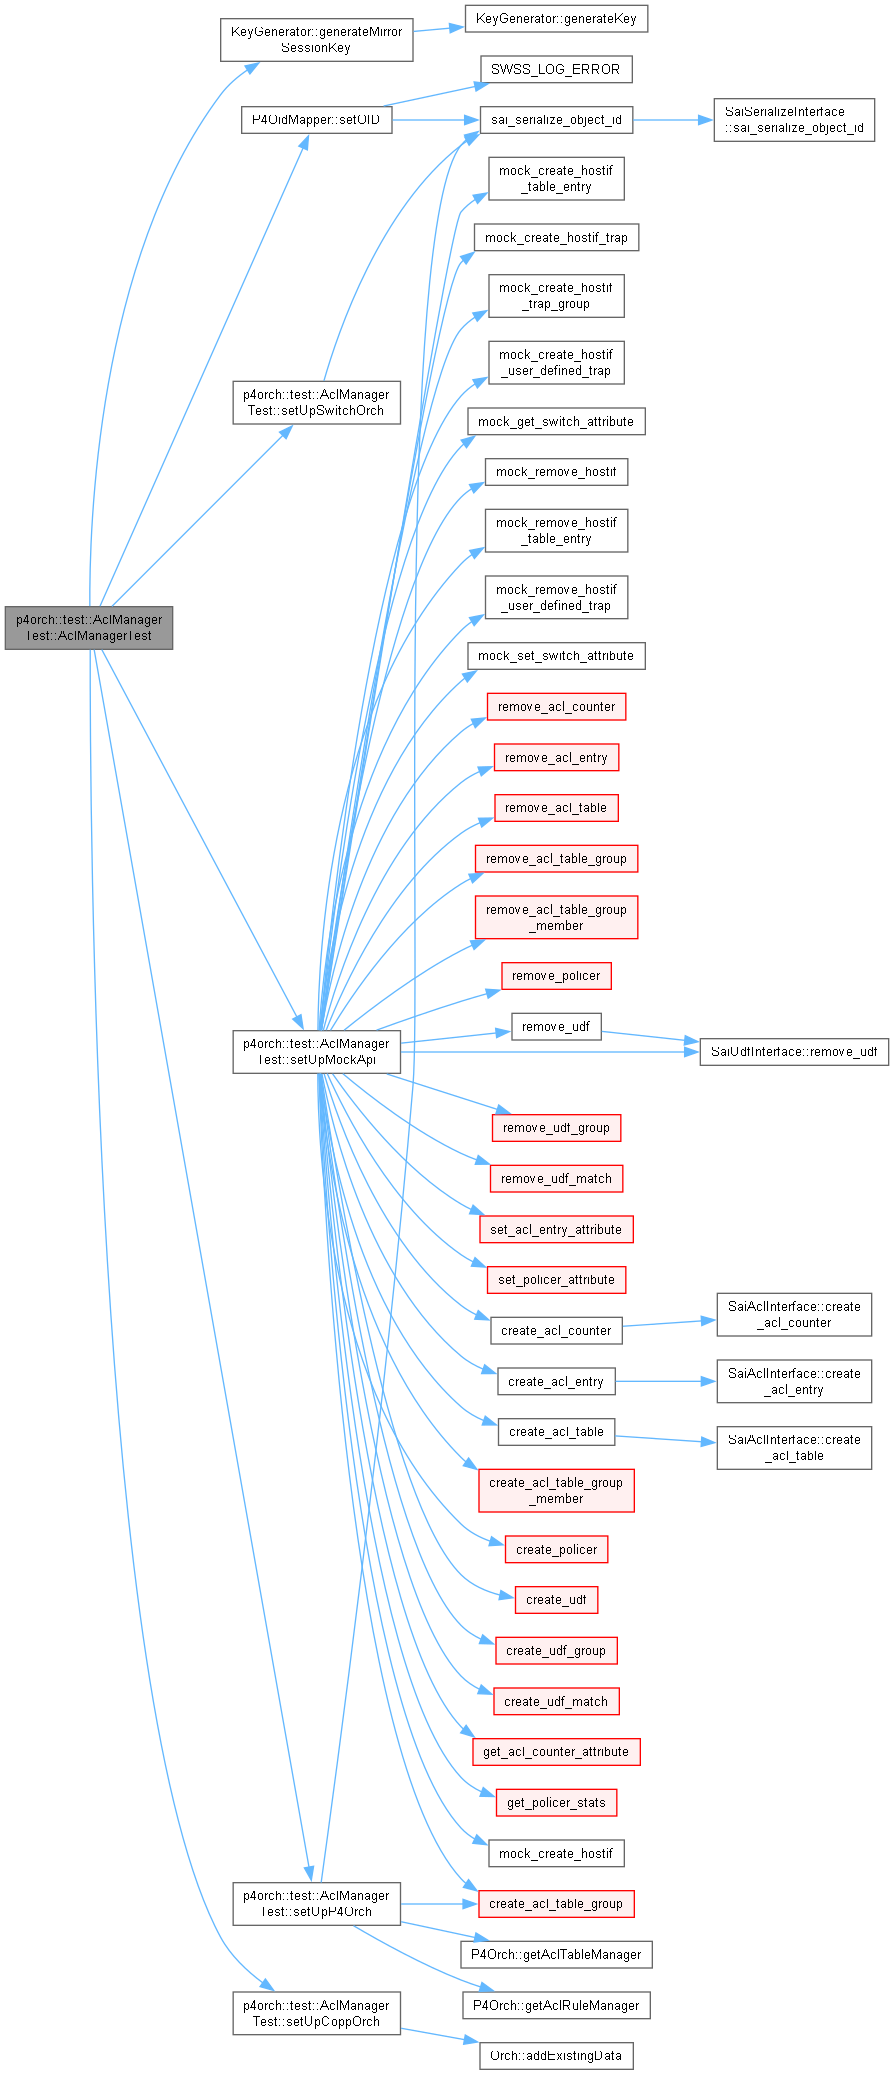 KeyGenerator::generateMirror
SessionKey
KeyGenerator::generateKey
SWSS_LOG_ERROR
P4OidMapper::setOID
sai_serialize_object_id
SaiSerializeInterface
::sai_serialize_object_id
mock_create_hostif
_table_entry
mock_create_hostif_trap
mock_create_hostif
_trap_group
mock_create_hostif
_user_defined_trap
p4orch::test::AclManager
Test::setUpSwitchOrch
mock_get_switch_attribute
mock_remove_hostif
mock_remove_hostif
_table_entry
mock_remove_hostif
_user_defined_trap
p4orch::test::AclManager
Test::AclManagerTest
mock_set_switch_attribute
remove_acl_counter
remove_acl_entry
remove_acl_table
remove_acl_table_group
remove_acl_table_group
_member
remove_policer
remove_udf
p4orch::test::AclManager
Test::setUpMockApi
SaiUdfInterface::remove_udf
remove_udf_group
remove_udf_match
set_acl_entry_attribute
set_policer_attribute
create_acl_counter
SaiAclInterface::create
_acl_counter
create_acl_entry
SaiAclInterface::create
_acl_entry
create_acl_table
SaiAclInterface::create
_acl_table
create_acl_table_group
_member
create_policer
create_udf
create_udf_group
create_udf_match
get_acl_counter_attribute
get_policer_stats
mock_create_hostif
p4orch::test::AclManager
Test::setUpP4Orch
create_acl_table_group
P4Orch::getAclTableManager
P4Orch::getAclRuleManager
p4orch::test::AclManager
Test::setUpCoppOrch
Orch::addExistingData